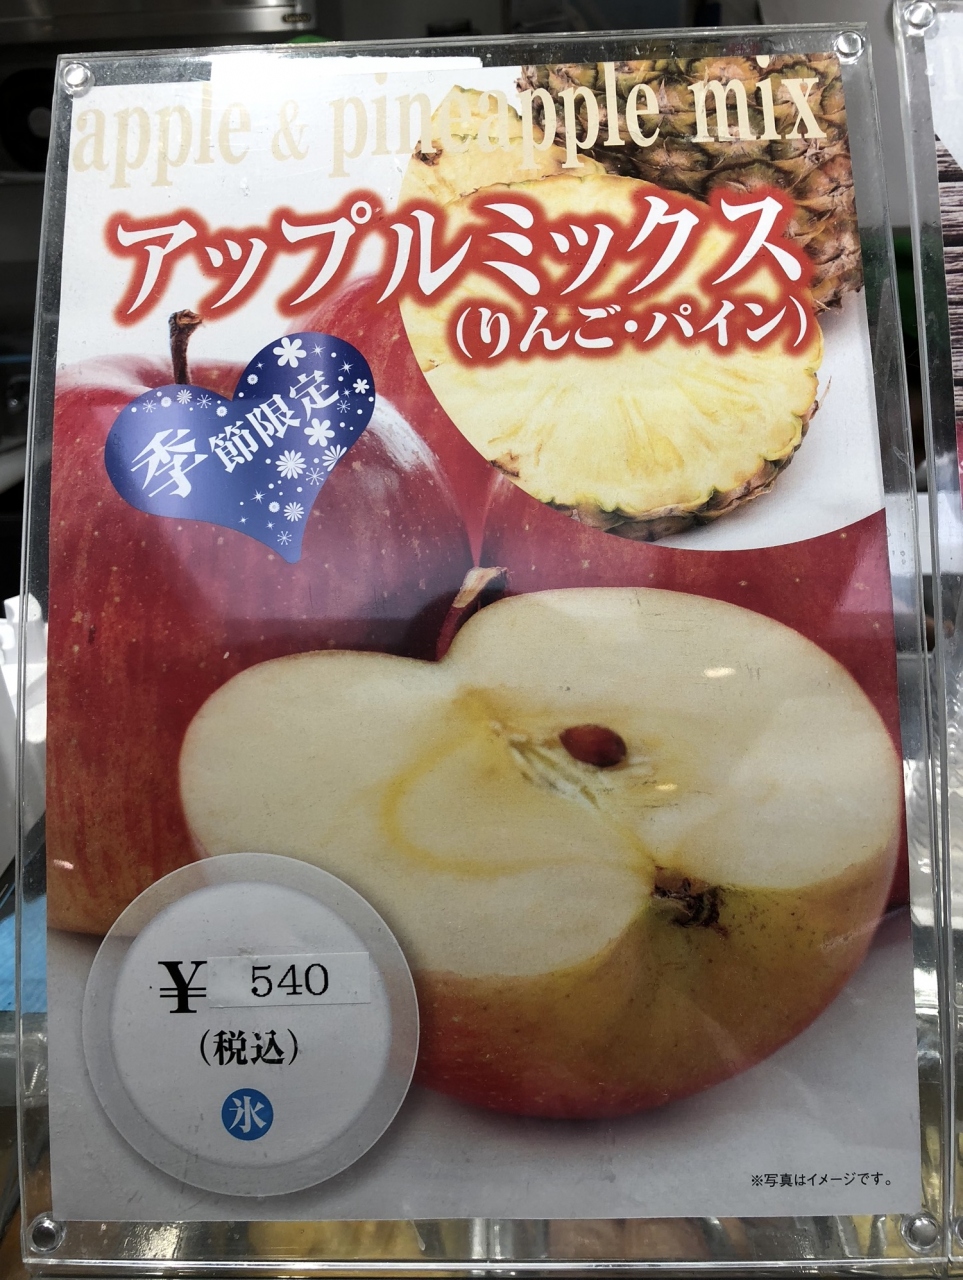 apple & pineapple mix
アップルミックス
(りんご・パイン)
季節限定
¥ 540
(税込)
氷
※写真はイメージです。